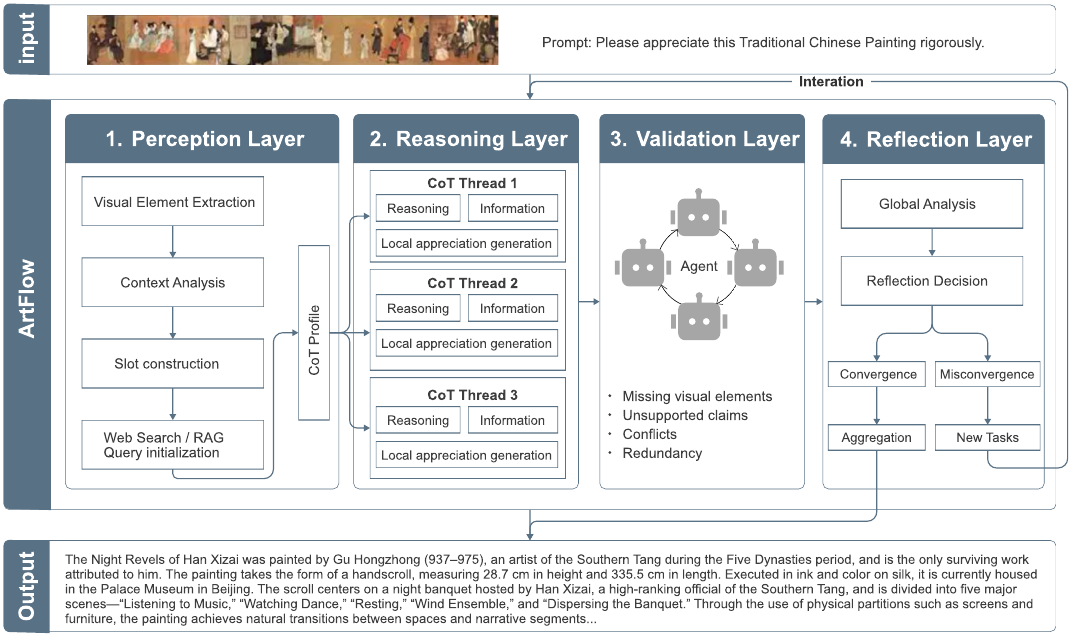 input
Prompt: Please appreciate this Traditional Chinese Painting rigorously.
Interation
ArtFlow
1. Perception Layer
Visual Element Extraction
Context Analysis
Slot construction
Web Search / RAG
Query initialization
CoT Profile
2. Reasoning Layer
CoT Thread 1
Reasoning
Information
Local appreciation generation
CoT Thread 2
Reasoning
Information
Local appreciation generation
CoT Thread 3
Reasoning
Information
Local appreciation generation
3. Validation Layer
Agent
· Missing visual elements
· Unsupported claims
· Conflicts
· Redundancy
4. Reflection Layer
Global Analysis
Reflection Decision
Convergence
Misconvergence
Aggregation
New Tasks
Output
The Night Revels of Han Xizai was painted by Gu Hongzhong (937–975), an artist of the Southern Tang during the Five Dynasties period, and is the only surviving work
attributed to him. The painting takes the form of a handscroll, measuring 28.7 cm in height and 335.5 cm in length. Executed in ink and color on silk, it is currently housed
in the Palace Museum in Beijing. The scroll centers on a night banquet hosted by Han Xizai, a high-ranking official of the Southern Tang, and is divided into five major
scenes—“Listening to Music,” “Watching Dance,” “Resting,” “Wind Ensemble,” and “Dispersing the Banquet.” Through the use of physical partitions such as screens and
furniture, the painting achieves natural transitions between spaces and narrative segments...